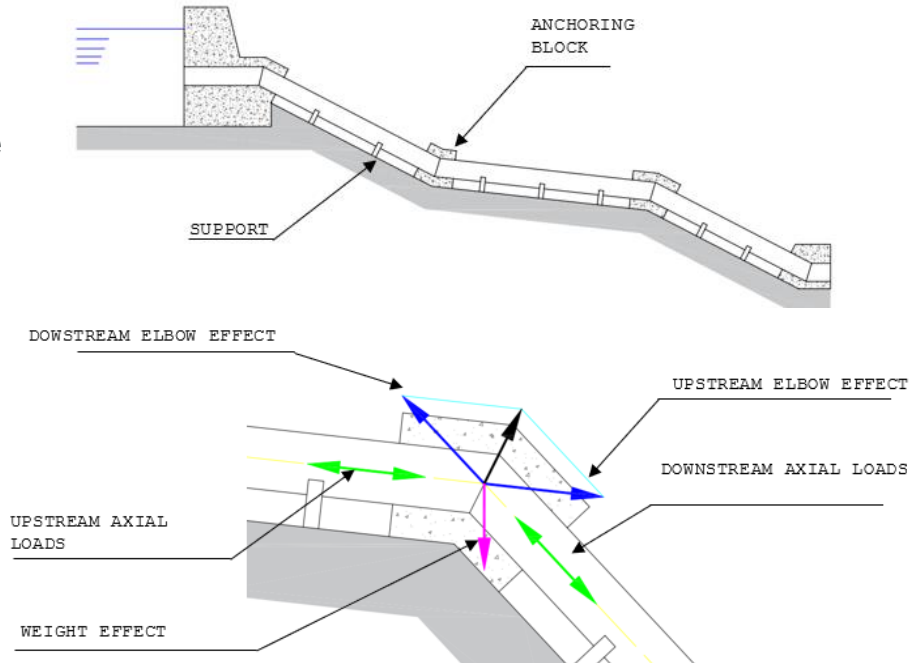 ANCHORING
BLOCK
SUPPORT
DOWSTREAM ELBOW EFFECT
UPSTREAM ELBOW EFFECT
DOWNSTREAM AXIAL LOADS
UPSTREAM AXIAL
LOADS
WEIGHT EFFECT